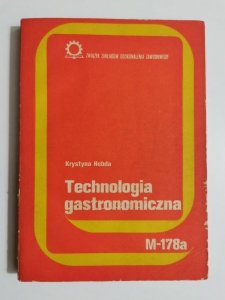 ZWIĄZEK ZAKŁADÓW DOSKONALENIA ZAWODOWEGO
Krystyna Hebda
Technologia
gastronomiczna
M-178a